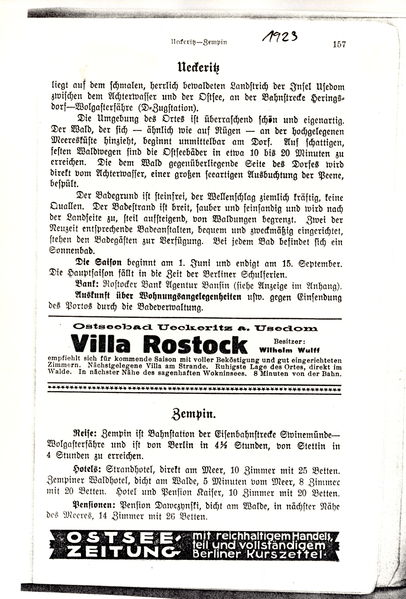 1923
Ueckeritz—Zempin
157
Ueckeritz
liegt auf dem schmalen, herrlich bewaldeten Landstrich der Insel Usedom
zwischen dem Achterwasser und der Ostsee, an der Bahnstrecke Herings-
dorf—Wolgasterfähre (D-Zugstation).
Die Umgebung des Ortes ist überraschend schön und eigenartig.
Der Wald, der sich — ähnlich wie auf Rügen — an der hochgelegenen
Meeresküste hinzieht, beginnt unmittelbar am Dorf. Auf schattigen,
festen Waldwegen sind die Ostseebäder in etwa 10 bis 20 Minuten zu
erreichen. Die dem Wald gegenüberliegende Seite des Dorfes wird
direkt vom Achterwasser, einer großen seeartigen Ausbuchtung der Peene,
bespült.
Der Badegrund ist steinfrei, der Wellenschlag ziemlich kräftig, keine
Quallen. Der Badestrand ist breit, sauber und feinsandig und wird nach
der Landseite zu, steil aufsteigend, von Waldungen begrenzt. Zwei der
Neuzeit entsprechende Badeanstalten, bequem und zweckmäßig eingerichtet,
stehen den Badegästen zur Verfügung. Bei jedem Bad befindet sich ein
Sonnenbad.
Die Saison beginnt am 1. Juni und endigt am 15. September.
Die Hauptsaison fällt in die Zeit der Berliner Schulferien.
Bank: Rostocker Bank Agentur Bansin (siehe Anzeige im Anhang).
Auskunft über Wohnungsangelegenheiten usw. gegen Einsendung
des Portos durch die Badeverwaltung.
Ostseebad Ueckeritz a. Usedom
Villa Rostock Besitzer:
Wilhelm Wulff
empfiehlt sich für kommende Saison mit voller Beköstigung und gut eingerichteten
Zimmern. Nächstgelegene Villa am Strande. Ruhigste Lage des Ortes, direkt im
Walde. In nächster Nähe des sagenhaften Wokninsees. 8 Minuten von der Bahn.
Zempin.
Reise: Zempin ist Bahnstation der Eisenbahnstrecke Swinemünde—
Wolgasterfähre und ist von Berlin in 4½ Stunden, von Stettin in
4 Stunden zu erreichen.
Hotels: Strandhotel, direkt am Meer, 10 Zimmer mit 25 Betten.
Zempiner Waldhotel, dicht am Walde, 5 Minuten vom Meer, 8 Zimmer
mit 20 Betten. Hotel und Pension Kaiser, 10 Zimmer mit 20 Betten.
Pensionen: Pension Dawczynski, dicht am Walde, in nächster Nähe
des Meeres, 14 Zimmer mit 26 Betten.
OSTSEE- mit reichhaltigem Handels-
ZEITUNG teil und vollständigem
Berliner Kurszettel